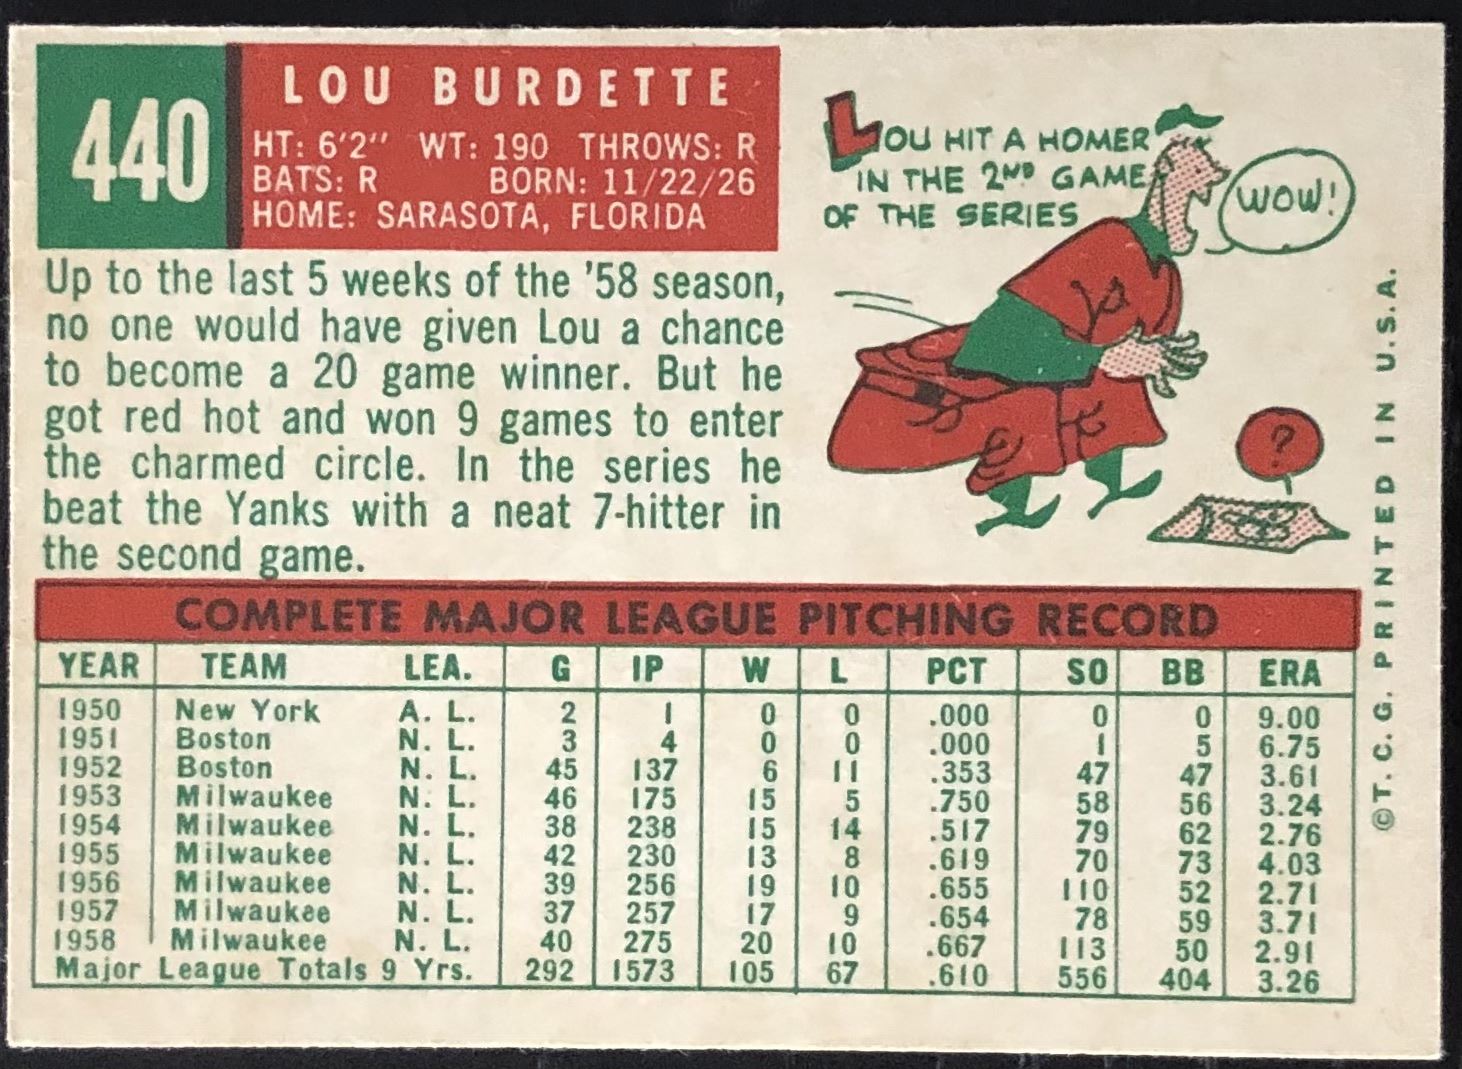 440
LOU BURDETTE
HT: 6'2" WT: 190 THROWS: R
BATS: R BORN: 11/22/26
HOME: SARASOTA, FLORIDA
Up to the last 5 weeks of the '58 season,
no one would have given Lou a chance
to become a 20 game winner. But he
got red hot and won 9 games to enter
the charmed circle. In the series he
beat the Yanks with a neat 7-hitter in
the second game.
LOU HIT A HOMER
IN THE 2ND GAME
OF THE SERIES
WOW!
?
COMPLETE MAJOR LEAGUE PITCHING RECORD
YEAR TEAM LEA. G IP W L PCT SO BB ERA
1950 New York A. L. 2 1 0 0 .000 0 0 9.00
1951 Boston N. L. 3 4 0 0 .000 1 5 6.75
1952 Boston N. L. 45 137 6 11 .353 47 47 3.61
1953 Milwaukee N. L. 46 175 15 5 .750 58 56 3.24
1954 Milwaukee N. L. 38 238 15 14 .517 79 62 2.76
1955 Milwaukee N. L. 42 230 13 8 .619 70 73 4.03
1956 Milwaukee N. L. 39 256 19 10 .655 110 52 2.71
1957 Milwaukee N. L. 37 257 17 9 .654 78 59 3.71
1958 Milwaukee N. L. 40 275 20 10 .667 113 50 2.91
Major League Totals 9 Yrs. 292 1573 105 67 .610 556 404 3.26
©T. C. G. PRINTED IN U.S.A.